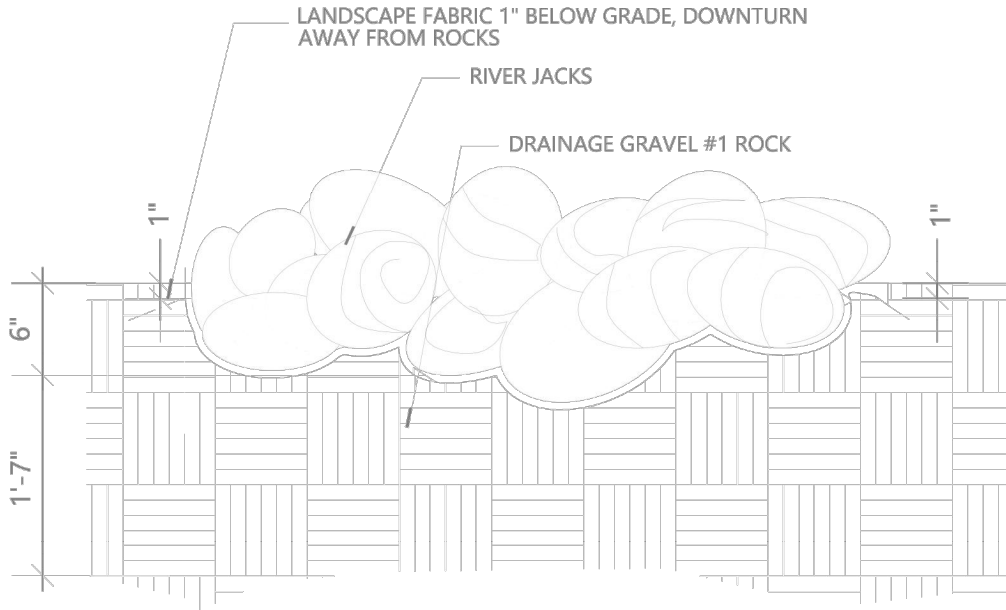 LANDSCAPE FABRIC 1" BELOW GRADE, DOWNTURN
AWAY FROM ROCKS
RIVER JACKS
DRAINAGE GRAVEL #1 ROCK
1"
1"
6"
1'-7"